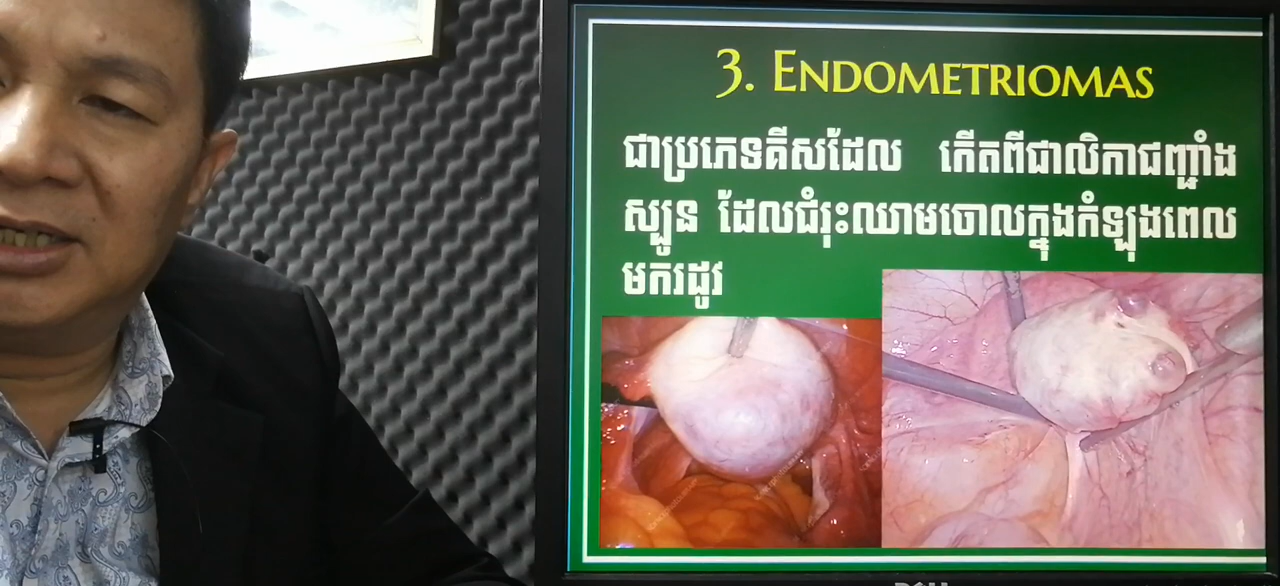 3. ENDOMETRIOMAS
ជាប្រភេទគីសដែល កើតពីជាលិកាជញ្ជាំង
ស្បូន ដែលជំរុះឈាមចោលក្នុងកំឡុងពេល
មករដូវ